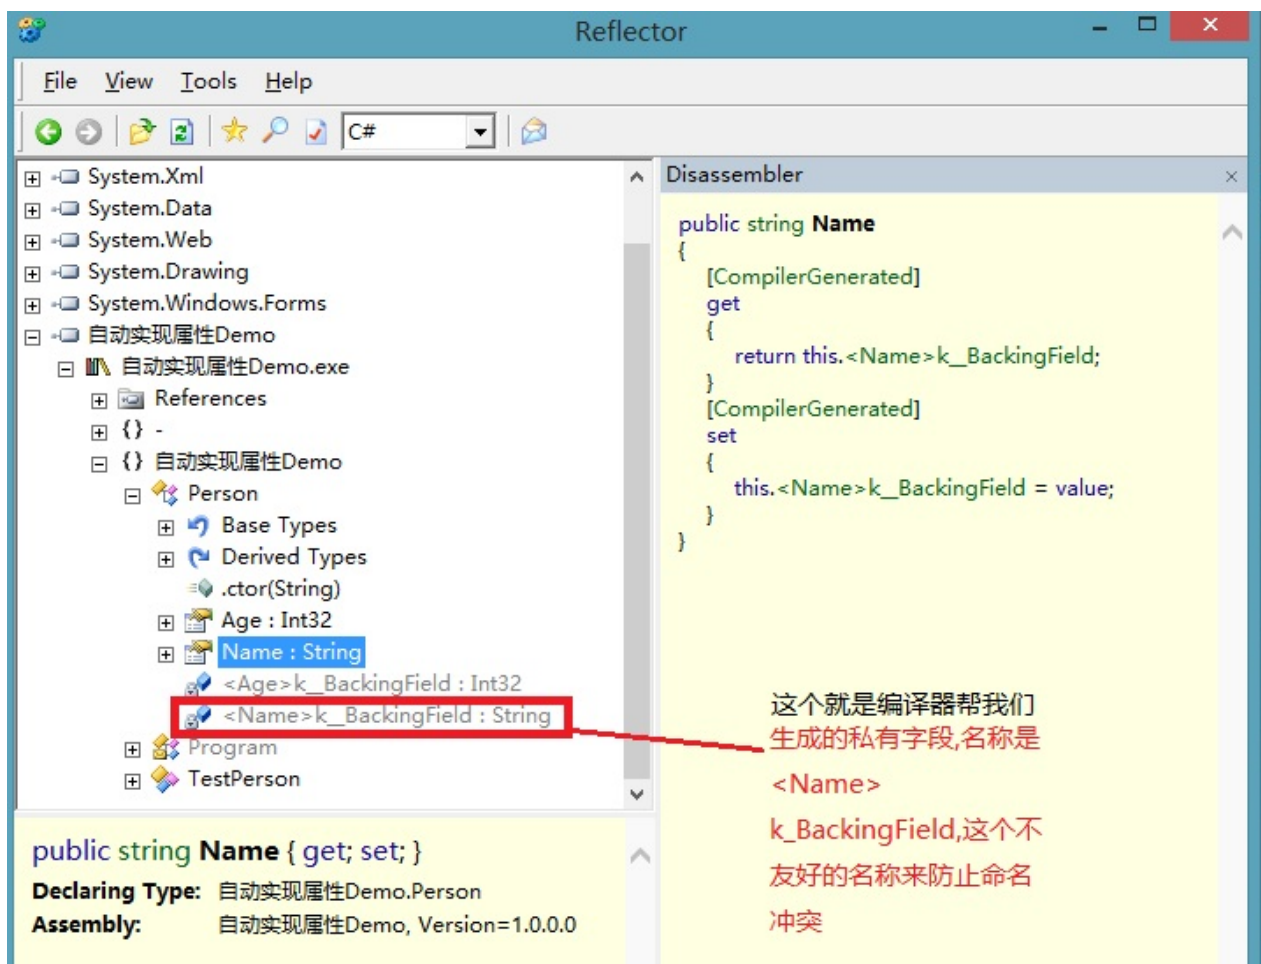 Reflector
File View Tools Help
C#
System.Xml
System.Data
System.Web
System.Drawing
System.Windows.Forms
自动实现属性Demo
自动实现属性Demo.exe
References
{} -
{} 自动实现属性Demo
Person
Base Types
Derived Types
.ctor(String)
Age : Int32
Name : String
<Age>k__BackingField : Int32
<Name>k__BackingField : String
Program
TestPerson
public string Name { get; set; }
Declaring Type: 自动实现属性Demo.Person
Assembly: 自动实现属性Demo, Version=1.0.0.0
Disassembler
public string Name
{
[CompilerGenerated]
get
{
return this.<Name>k__BackingField;
}
[CompilerGenerated]
set
{
this.<Name>k__BackingField = value;
}
}
这个就是编译器帮我们
生成的私有字段,名称是
<Name>
k_BackingField,这个不
友好的名称来防止命名
冲突